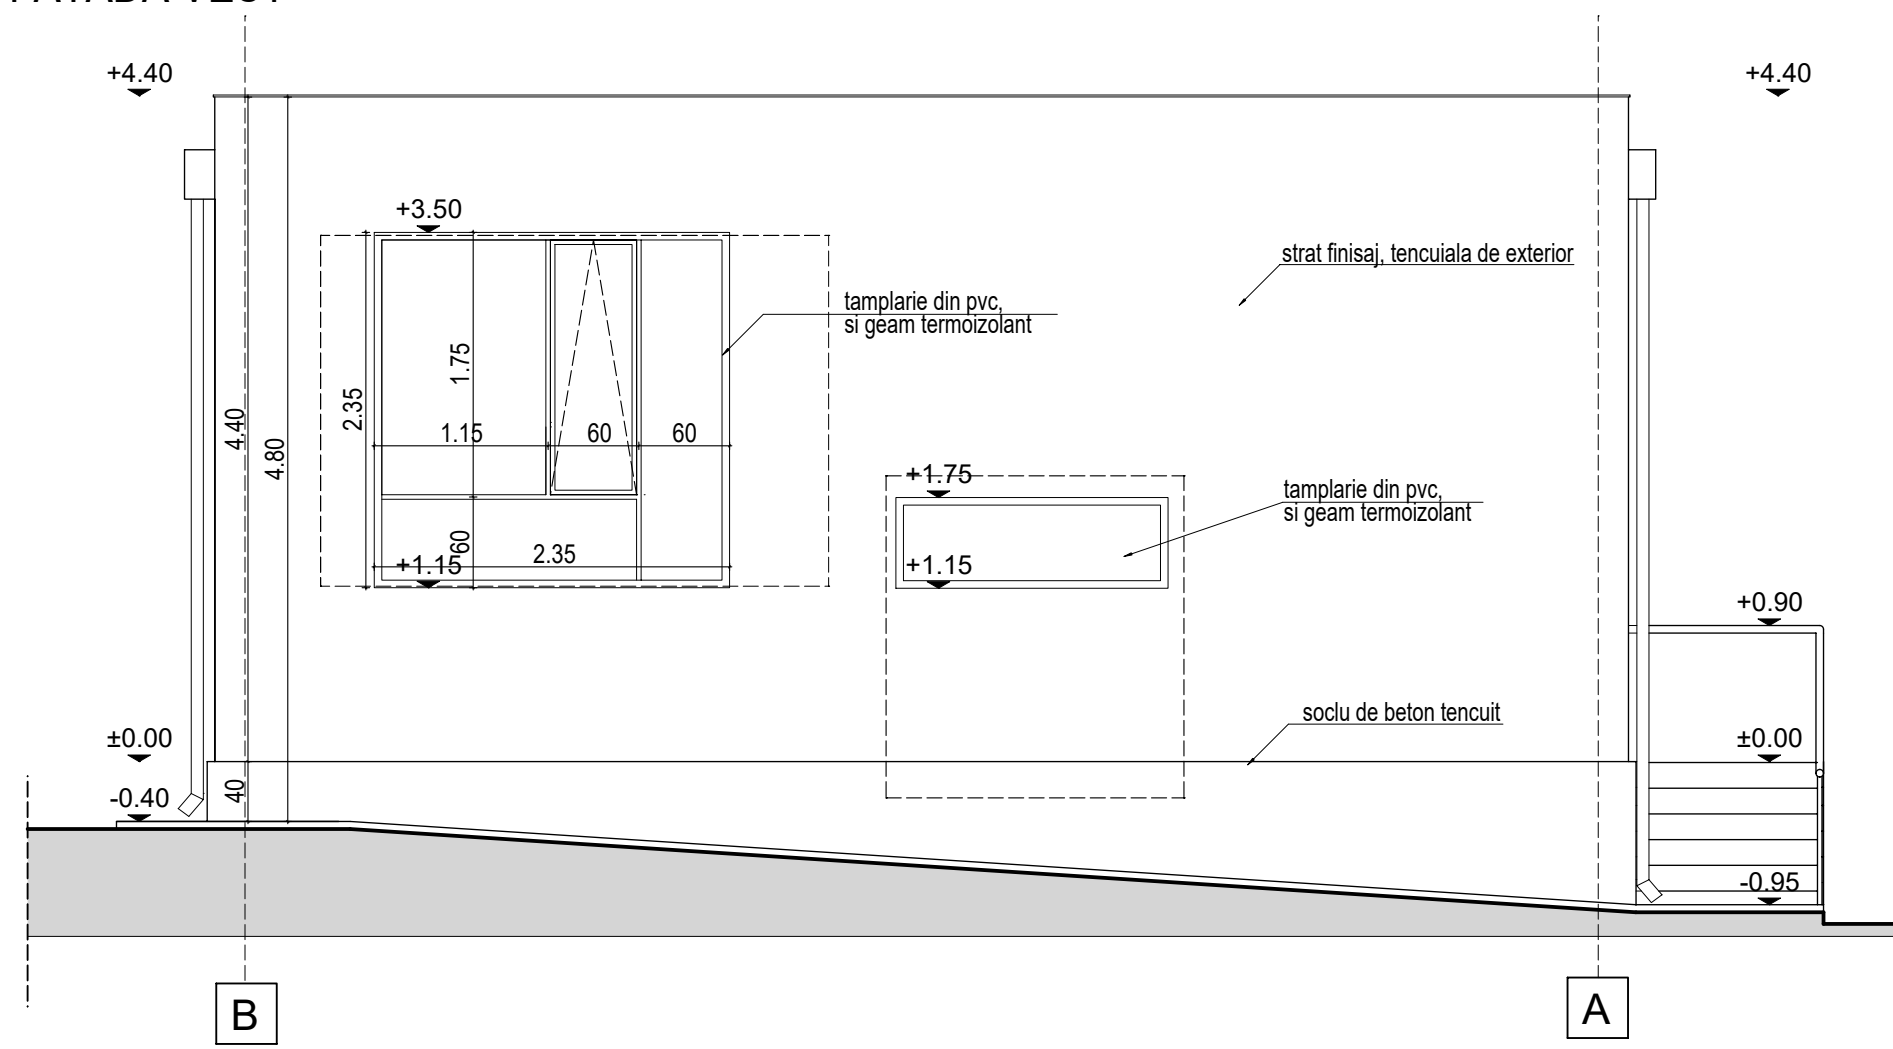 +4.40
+4.40
+3.50
strat finisaj, tencuiala de exterior
tamplarie din pvc,
si geam termoizolant
1.75
2.35
4.40
4.80
1.15
60
60
+1.75
tamplarie din pvc,
si geam termoizolant
60
2.35
+1.15
+1.15
+0.90
soclu de beton tencuit
±0.00
±0.00
40
-0.40
-0.95
B
A